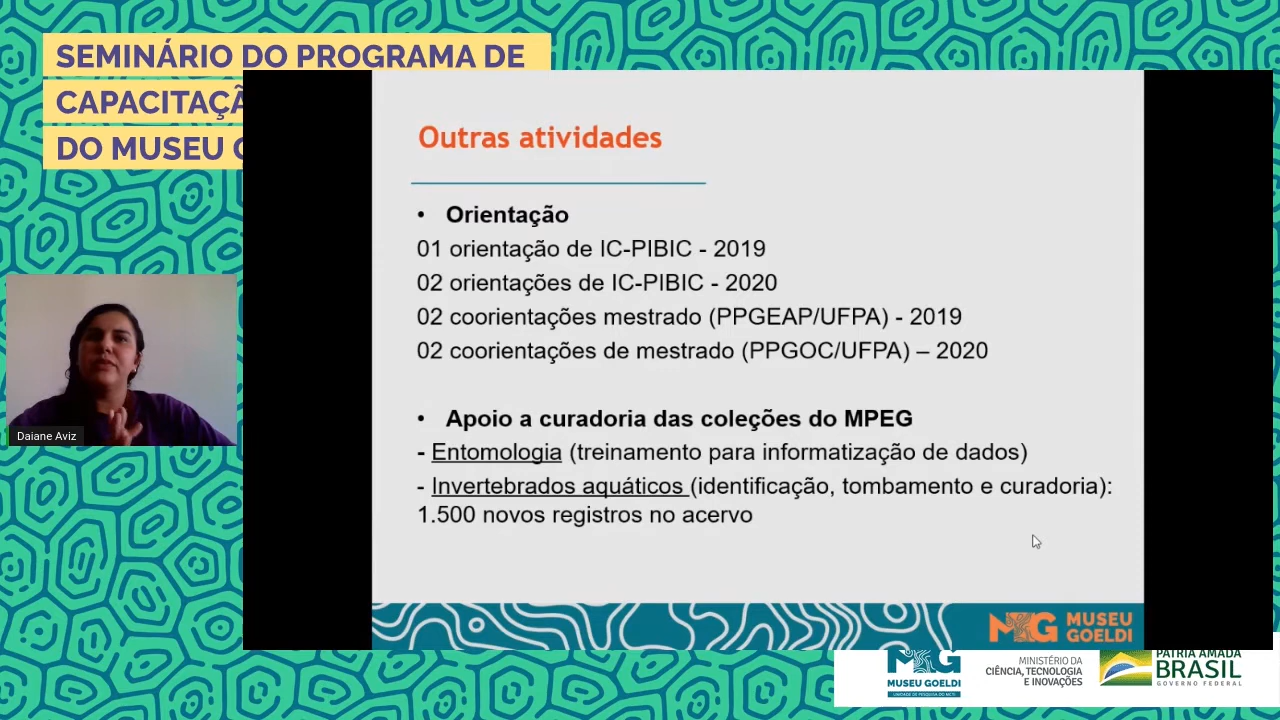 SEMINÁRIO DO PROGRAMA DE
CAPACITAÇÃ
DO MUSEU G
Outras atividades
• Orientação
01 orientação de IC-PIBIC - 2019
02 orientações de IC-PIBIC - 2020
02 coorientações mestrado (PPGEAP/UFPA) - 2019
02 coorientações de mestrado (PPGOC/UFPA) – 2020
• Apoio a curadoria das coleções do MPEG
- Entomologia (treinamento para informatização de dados)
- Invertebrados aquáticos (identificação, tombamento e curadoria):
1.500 novos registros no acervo
Daiane Aviz
MPEG MUSEU
GOELDI
MPEG
MUSEU GOELDI
UNIDADE DE PESQUISA DO MCTI
MINISTÉRIO DA
CIÊNCIA, TECNOLOGIA
E INOVAÇÕES
PÁTRIA AMADA
BRASIL
GOVERNO FEDERAL